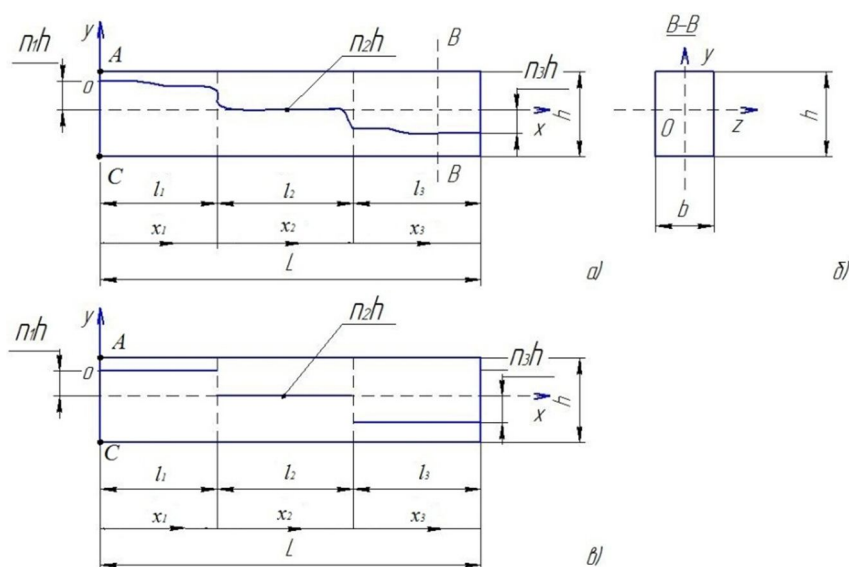 y
n₁h
A
n₂h
B
0
n₃h
x
h
C
B
l₁
l₂
l₃
x₁
x₂
x₃
L
а)
B-B
y
O
z
h
b
б)
y
n₁h
A
n₂h
0
n₃h
x
h
C
l₁
l₂
l₃
x₁
x₂
x₃
L
в)